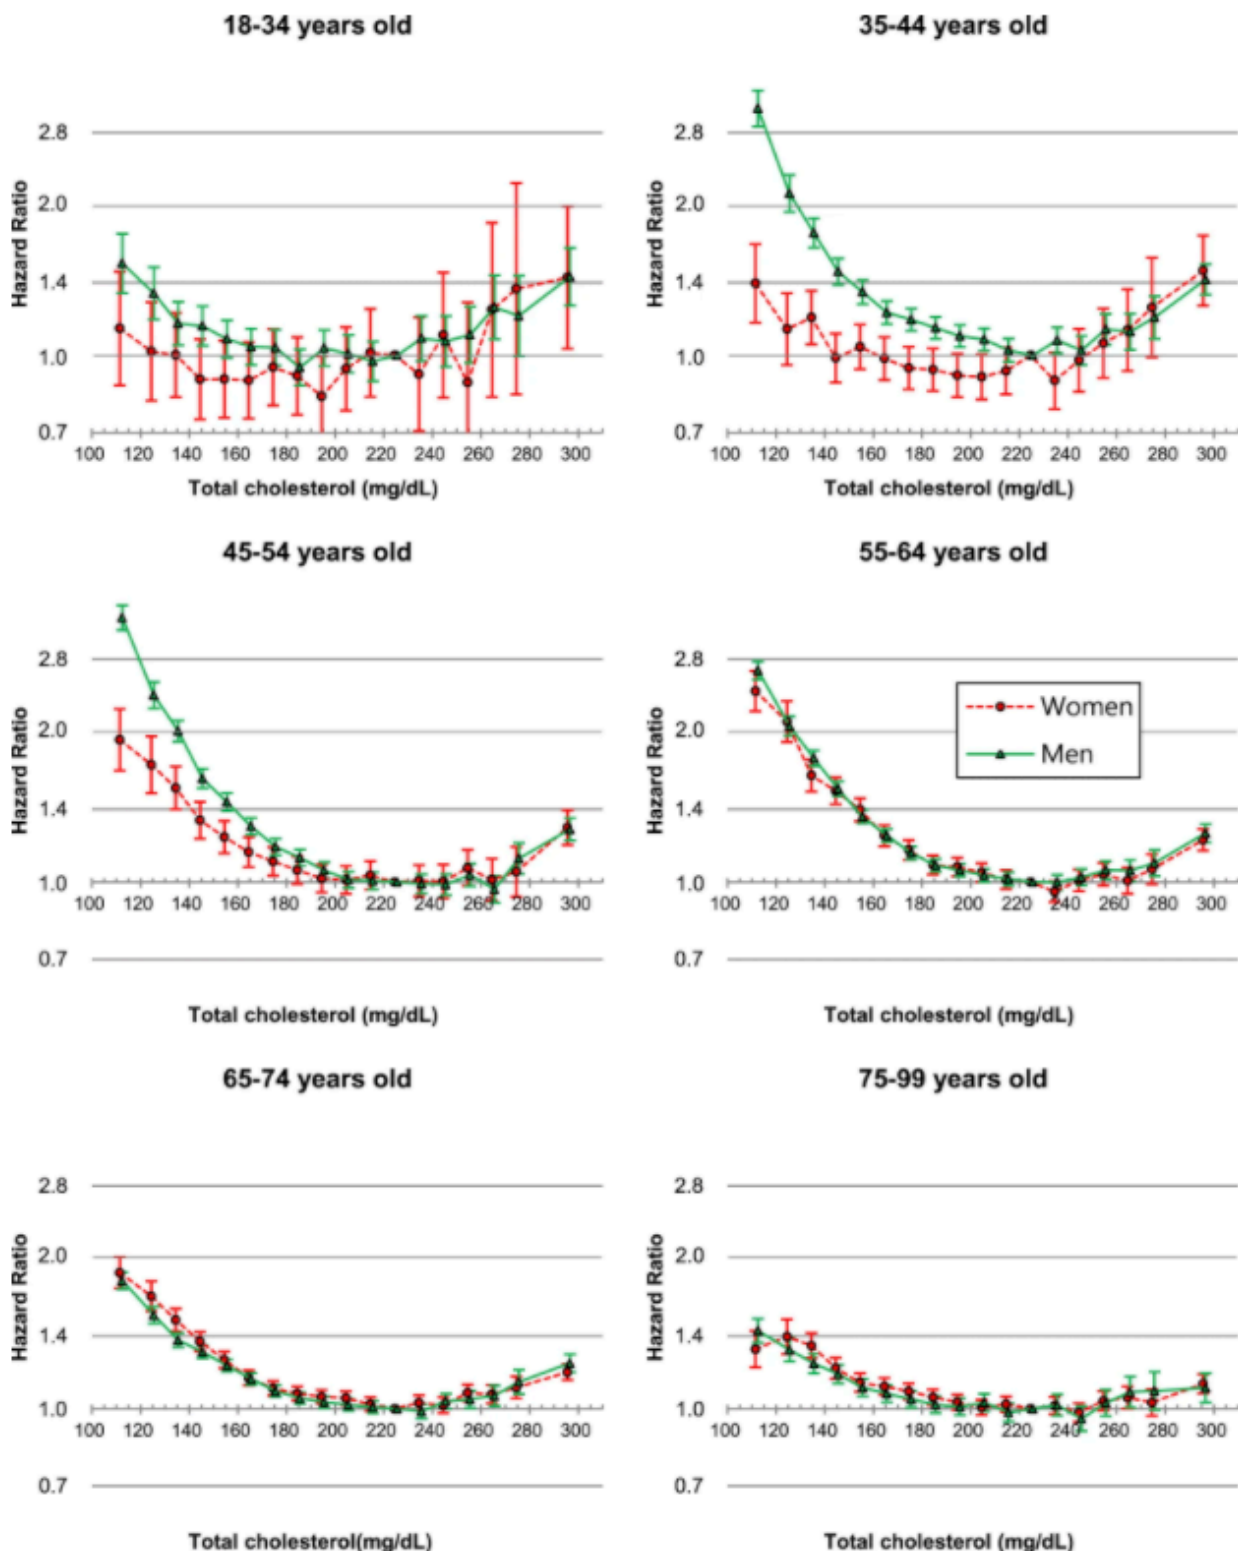 18-34 years old
Hazard Ratio
2.8
2.0
1.4
1.0
0.7
100 120 140 160 180 200 220 240 260 280 300
Total cholesterol (mg/dL)
35-44 years old
Hazard Ratio
2.8
2.0
1.4
1.0
0.7
100 120 140 160 180 200 220 240 260 280 300
Total cholesterol (mg/dL)
45-54 years old
Hazard Ratio
2.8
2.0
1.4
1.0
100 120 140 160 180 200 220 240 260 280 300
0.7
Total cholesterol (mg/dL)
55-64 years old
Hazard Ratio
2.8
2.0
1.4
1.0
100 120 140 160 180 200 220 240 260 280 300
0.7
Women
Men
Total cholesterol (mg/dL)
65-74 years old
Hazard Ratio
2.8
2.0
1.4
1.0
100 120 140 160 180 200 220 240 260 280 300
0.7
Total cholesterol(mg/dL)
75-99 years old
Hazard Ratio
2.8
2.0
1.4
1.0
100 120 140 160 180 200 220 240 260 280 300
0.7
Total cholesterol (mg/dL)